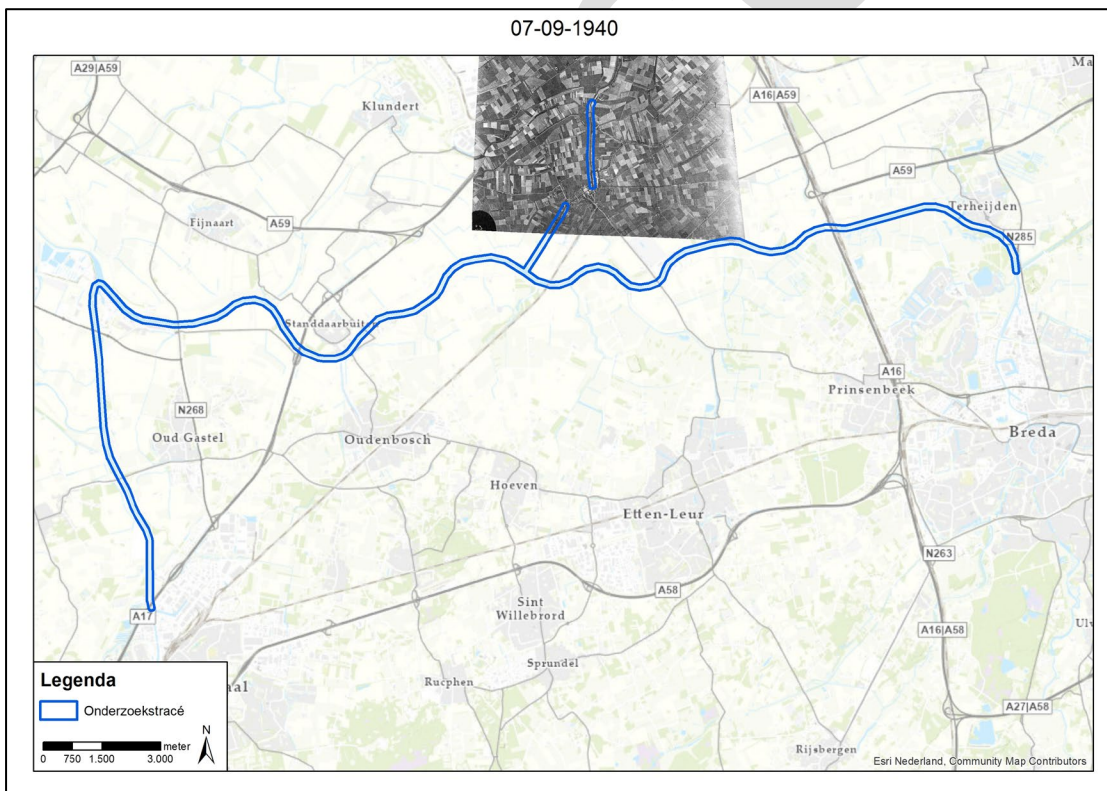 07-09-1940
A29|A59
Klundert
A16|A59
Ma
A59
Fijnaart
A59
Terheijden
N285
Standdaarbuiten
A16
Prinsenbeek
N268
Oud Gastel
Oudenbosch
Breda
Hoeven
Etten-Leur
N263
A58
Sint
Willebrord
A17
A16|A58
Ulv
Sprundel
Rucphen
aal
A27|A58
Rijsbergen
Legenda
Onderzoekstracé
N
meter
0 750 1.500 3.000
Esri Nederland, Community Map Contributors